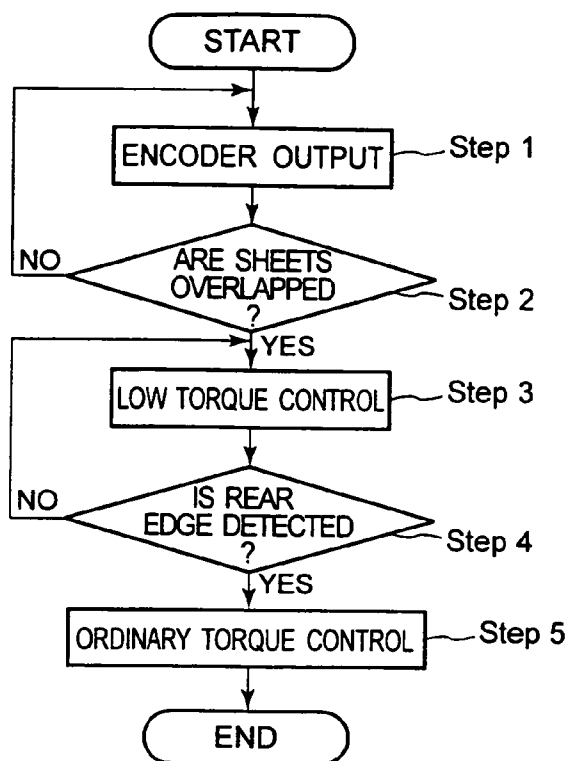 START
ENCODER OUTPUT
Step 1
ARE SHEETS
OVERLAPPED
?
NO
Step 2
YES
LOW TORQUE CONTROL
Step 3
IS REAR
EDGE DETECTED
?
NO
Step 4
YES
ORDINARY TORQUE CONTROL
Step 5
END